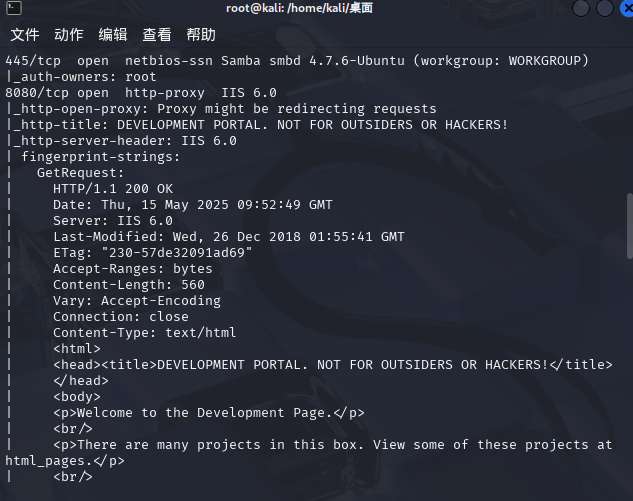 root@kali: /home/kali/桌面
文件 动作 编辑 查看 帮助
445/tcp  open  netbios-ssn Samba smbd 4.7.6-Ubuntu (workgroup: WORKGROUP)
|_auth-owners: root
8080/tcp open  http-proxy  IIS 6.0
|_http-open-proxy: Proxy might be redirecting requests
|_http-title: DEVELOPMENT PORTAL. NOT FOR OUTSIDERS OR HACKERS!
|_http-server-header: IIS 6.0
| fingerprint-strings:
|   GetRequest:
|     HTTP/1.1 200 OK
|     Date: Thu, 15 May 2025 09:52:49 GMT
|     Server: IIS 6.0
|     Last-Modified: Wed, 26 Dec 2018 01:55:41 GMT
|     ETag: "230-57de32091ad69"
|     Accept-Ranges: bytes
|     Content-Length: 560
|     Vary: Accept-Encoding
|     Connection: close
|     Content-Type: text/html
|     <html>
|     <head><title>DEVELOPMENT PORTAL. NOT FOR OUTSIDERS OR HACKERS!</title>
|     </head>
|     <body>
|     <p>Welcome to the Development Page.</p>
|     <br/>
|     <p>There are many projects in this box. View some of these projects at
html_pages.</p>
|     <br/>